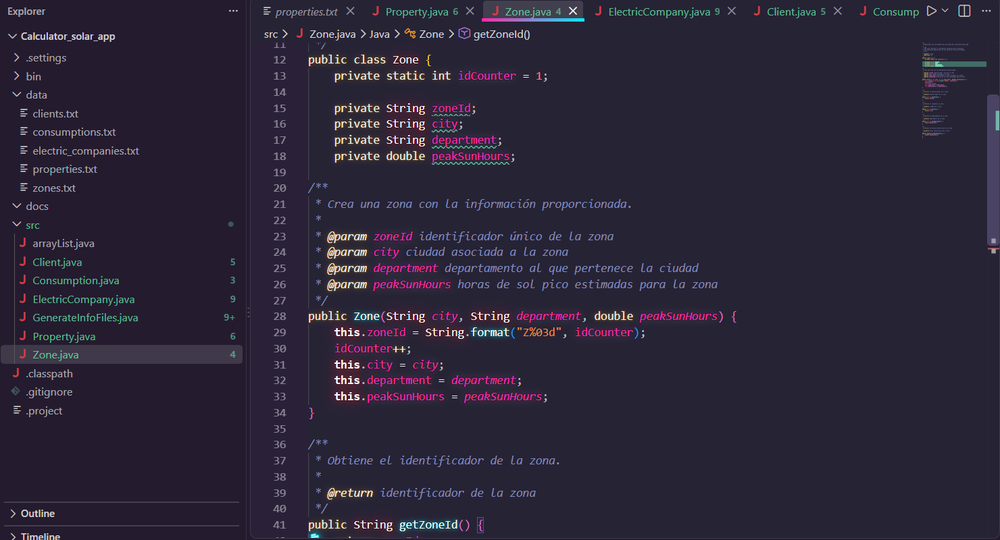 Explorer
Calculator_solar_app
.settings
bin
data
clients.txt
consumptions.txt
electric_companies.txt
properties.txt
zones.txt
docs
src
arrayList.java
Client.java 5
Consumption.java 3
ElectricCompany.java 9
GenerateInfoFiles.java 9+
Property.java 6
Zone.java 4
.classpath
.gitignore
.project
Outline
Timeline
properties.txt Property.java 6 Zone.java 4 ElectricCompany.java 9 Client.java 5 Consump
src > Zone.java > Java > Zone > getZoneId()
11 */
12 public class Zone {
13 private static int idCounter = 1;
14
15 private String zoneId;
16 private String city;
17 private String department;
18 private double peakSunHours;
19
20 /**
21 * Crea una zona con la información proporcionada.
22 *
23 * @param zoneId identificador único de la zona
24 * @param city ciudad asociada a la zona
25 * @param department departamento al que pertenece la ciudad
26 * @param peakSunHours horas de sol pico estimadas para la zona
27 */
28 public Zone(String city, String department, double peakSunHours) {
29 this.zoneId = String.format("Z%03d", idCounter);
30 idCounter++;
31 this.city = city;
32 this.department = department;
33 this.peakSunHours = peakSunHours;
34 }
35
36 /**
37 * Obtiene el identificador de la zona.
38 *
39 * @return identificador de la zona
40 */
41 public String getZoneId() {